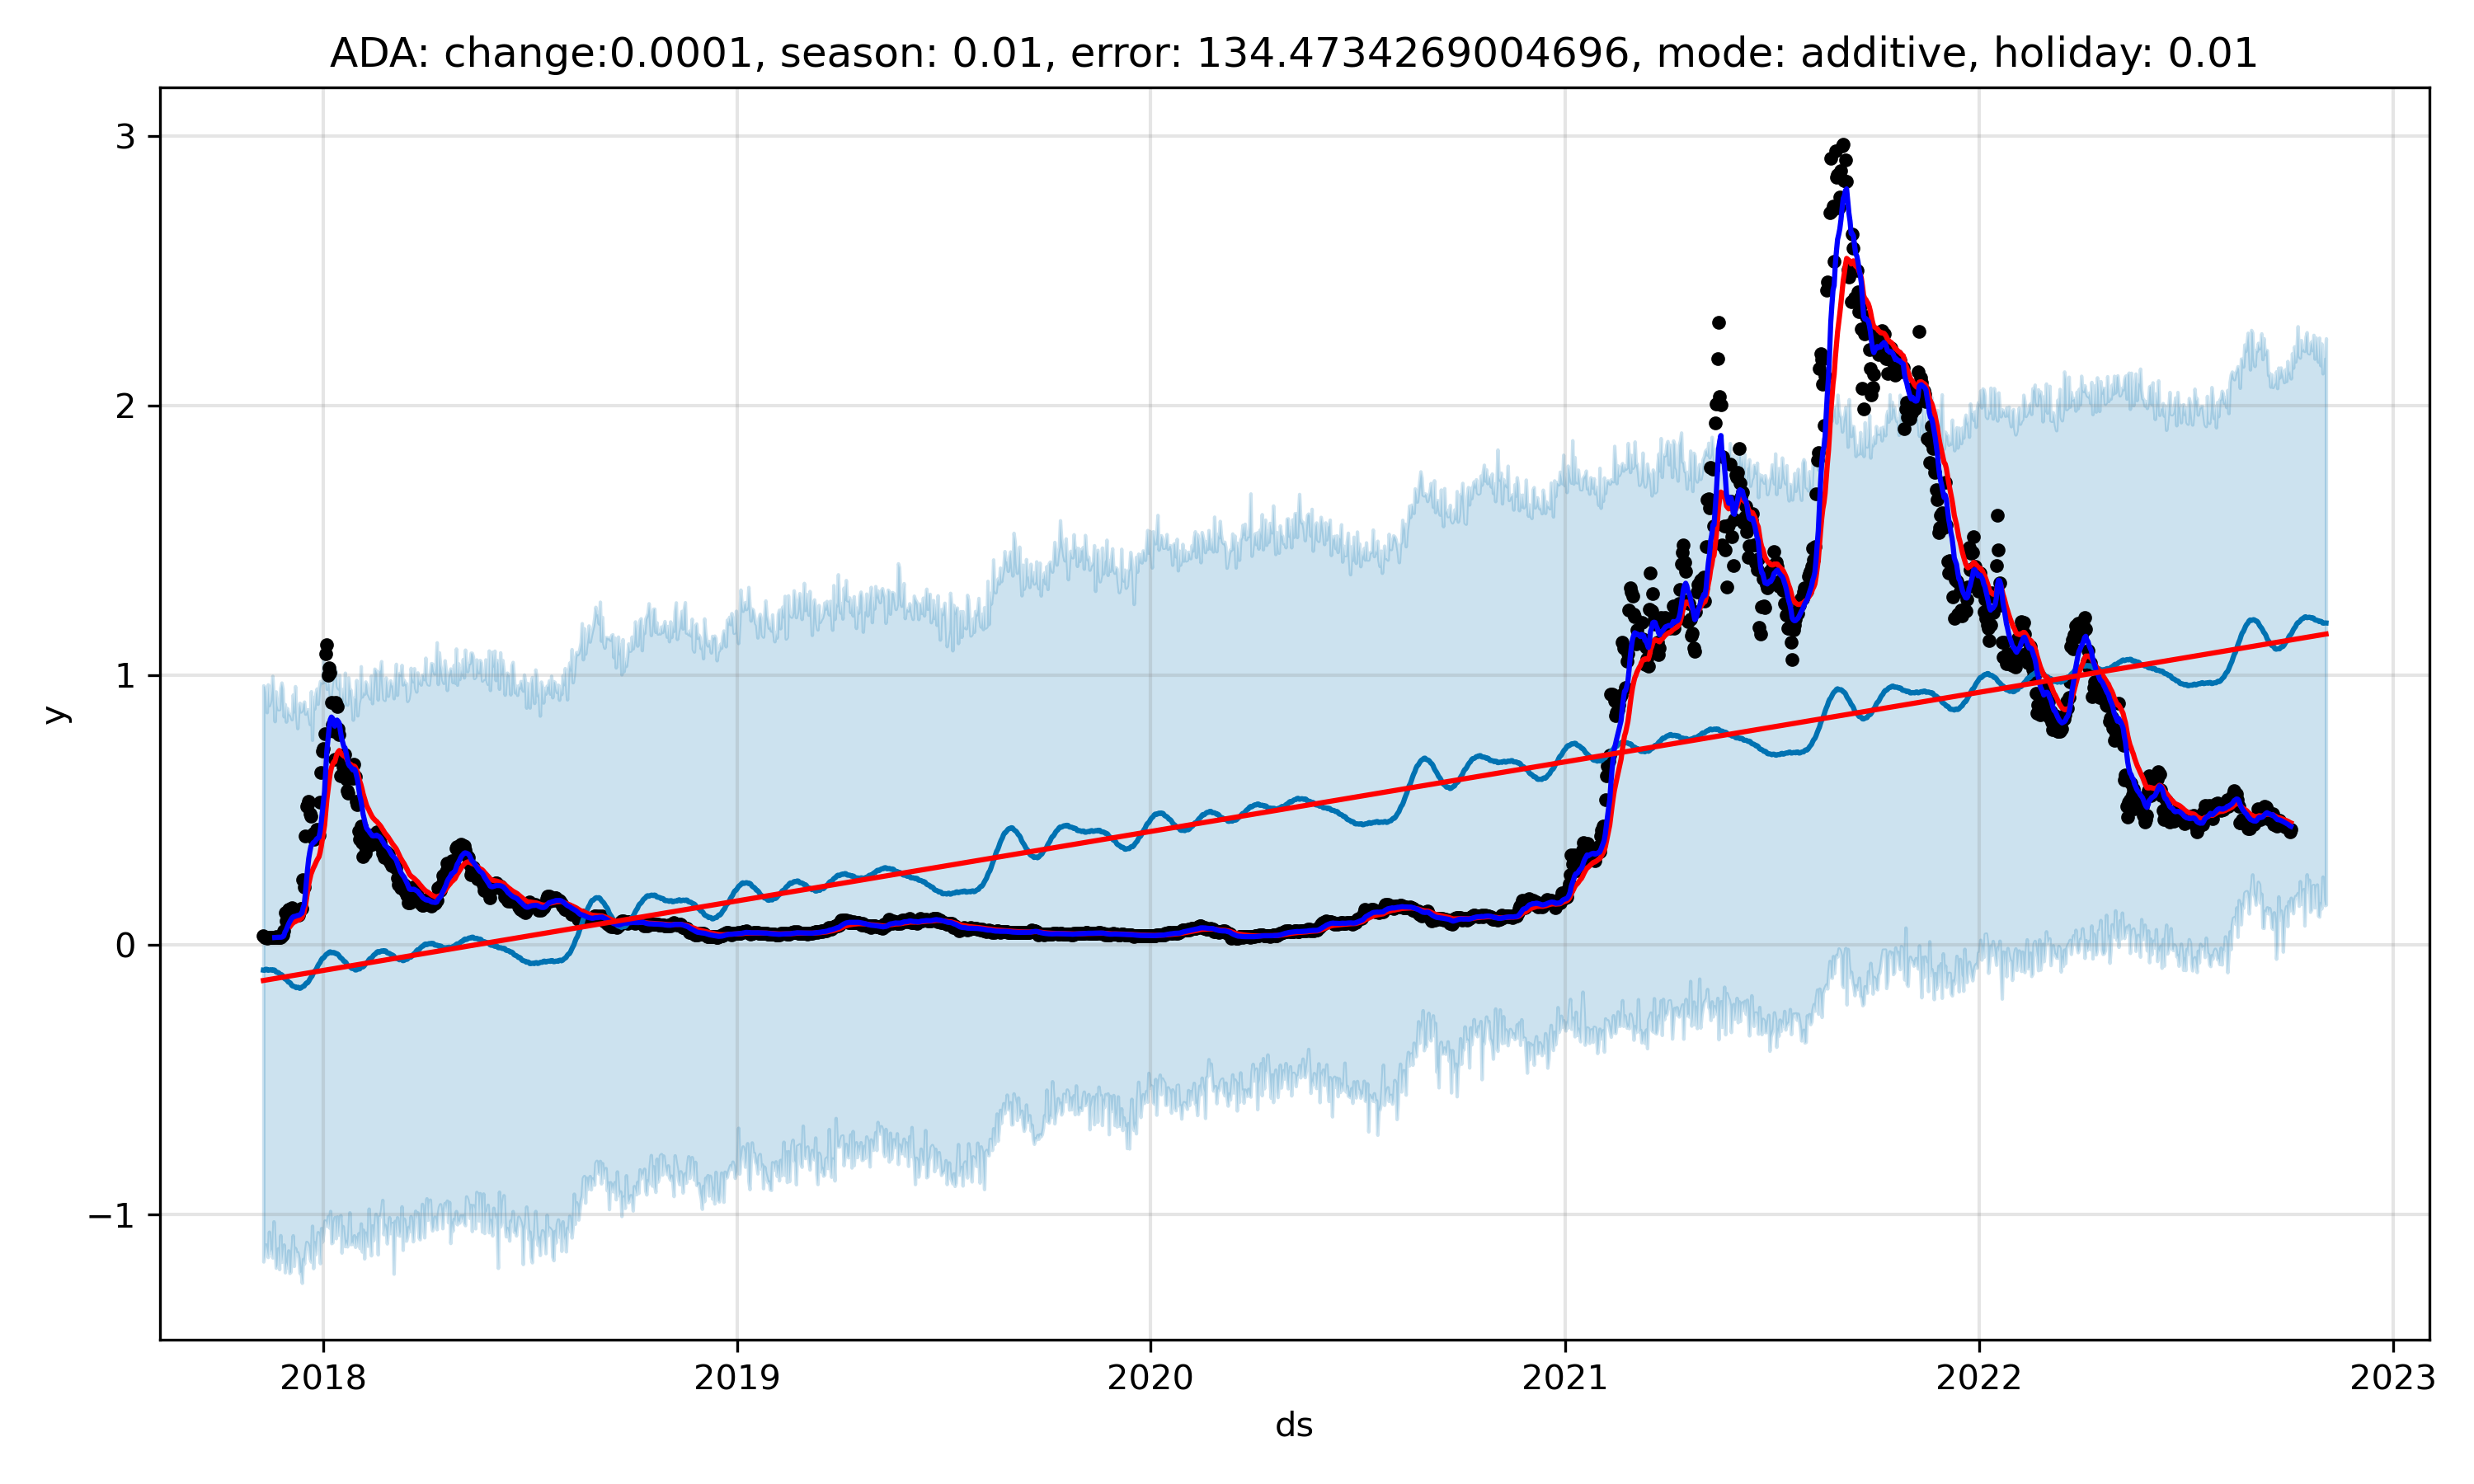 ADA: change:0.0001, season: 0.01, error: 134.4734269004696, mode: additive, holiday: 0.01
3
2
1
0
−1
y
2018 2019 2020 2021 2022 2023
ds